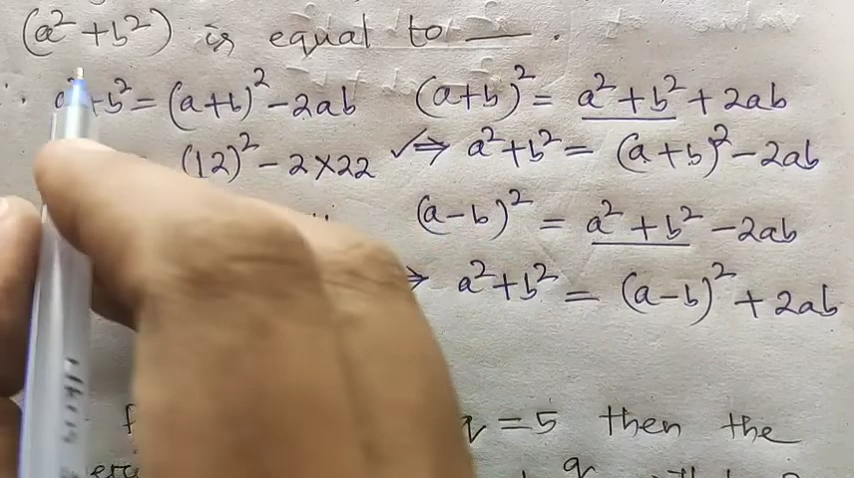 (a² + b²) is equal to ___ .
∴ a² + b² = (a+b)² - 2ab (a+b)² = a² + b² + 2ab
(12)² - 2×22 ✓⇒ a² + b² = (a+b)² - 2ab
(a-b)² = a² + b² - 2ab
⇒ a² + b² = (a-b)² + 2ab
= 5 then the